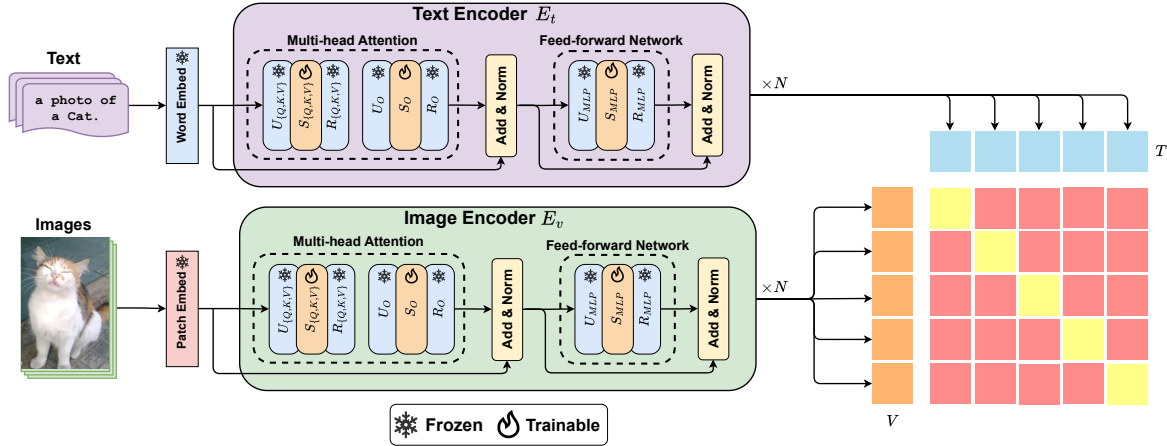 Text Encoder E_t
Multi-head Attention
Feed-forward Network
Text
a photo of
a Cat.
Word Embed
U_{Q,K,V}
S_{Q,K,V}
R_{Q,K,V}
U_O
S_O
R_O
Add & Norm
U_MLP
S_MLP
R_MLP
Add & Norm
×N
T
Images
Image Encoder E_v
Multi-head Attention
Feed-forward Network
Patch Embed
U_{Q,K,V}
S_{Q,K,V}
R_{Q,K,V}
U_O
S_O
R_O
Add & Norm
U_MLP
S_MLP
R_MLP
Add & Norm
×N
V
Frozen
Trainable